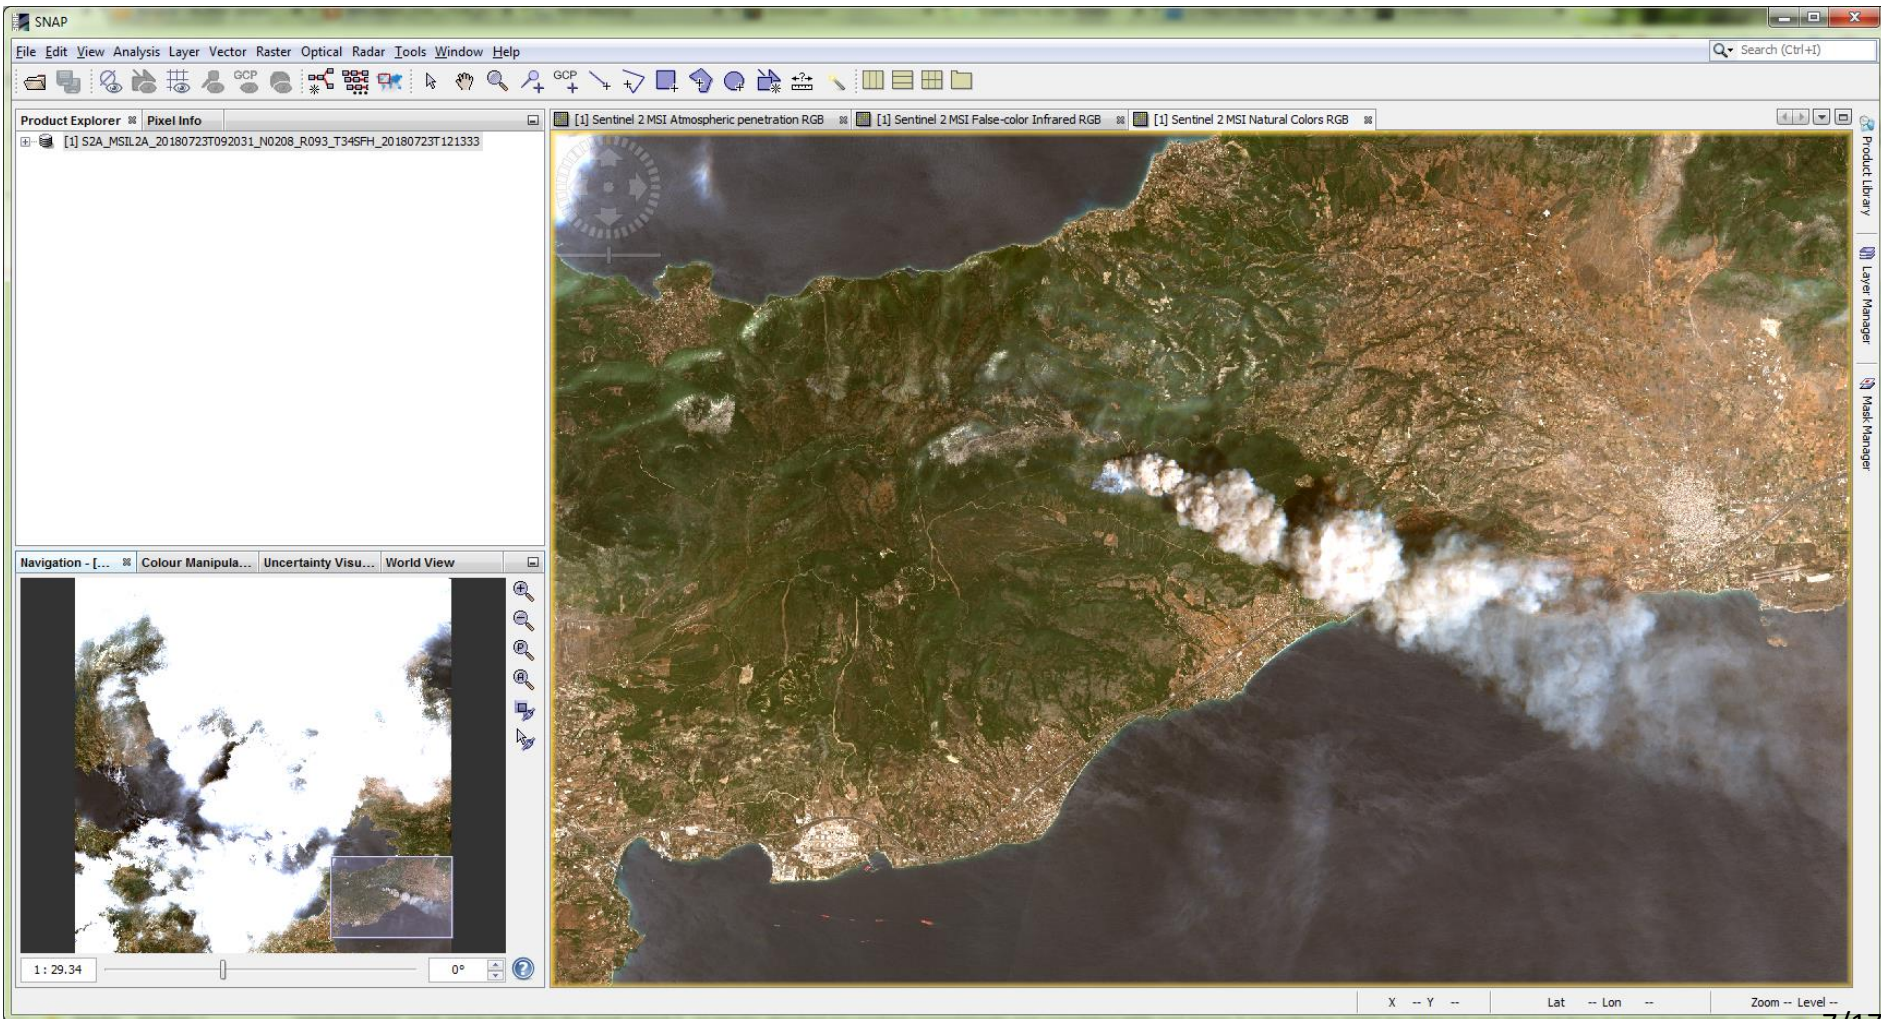 SNAP
File Edit View Analysis Layer Vector Raster Optical Radar Tools Window Help
Search (Ctrl+I)
GCP
GCP
Product Explorer Pixel Info
[1] S2A_MSIL2A_20180723T092031_N0208_R093_T34SFH_20180723T121333
[1] Sentinel 2 MSI Atmospheric penetration RGB [1] Sentinel 2 MSI False-color Infrared RGB [1] Sentinel 2 MSI Natural Colors RGB
Product Library
Layer Manager
Mask Manager
Navigation - [... Colour Manipula... Uncertainty Visu... World View
1 : 29.34
0°
X -- Y -- Lat -- Lon -- Zoom -- Level --